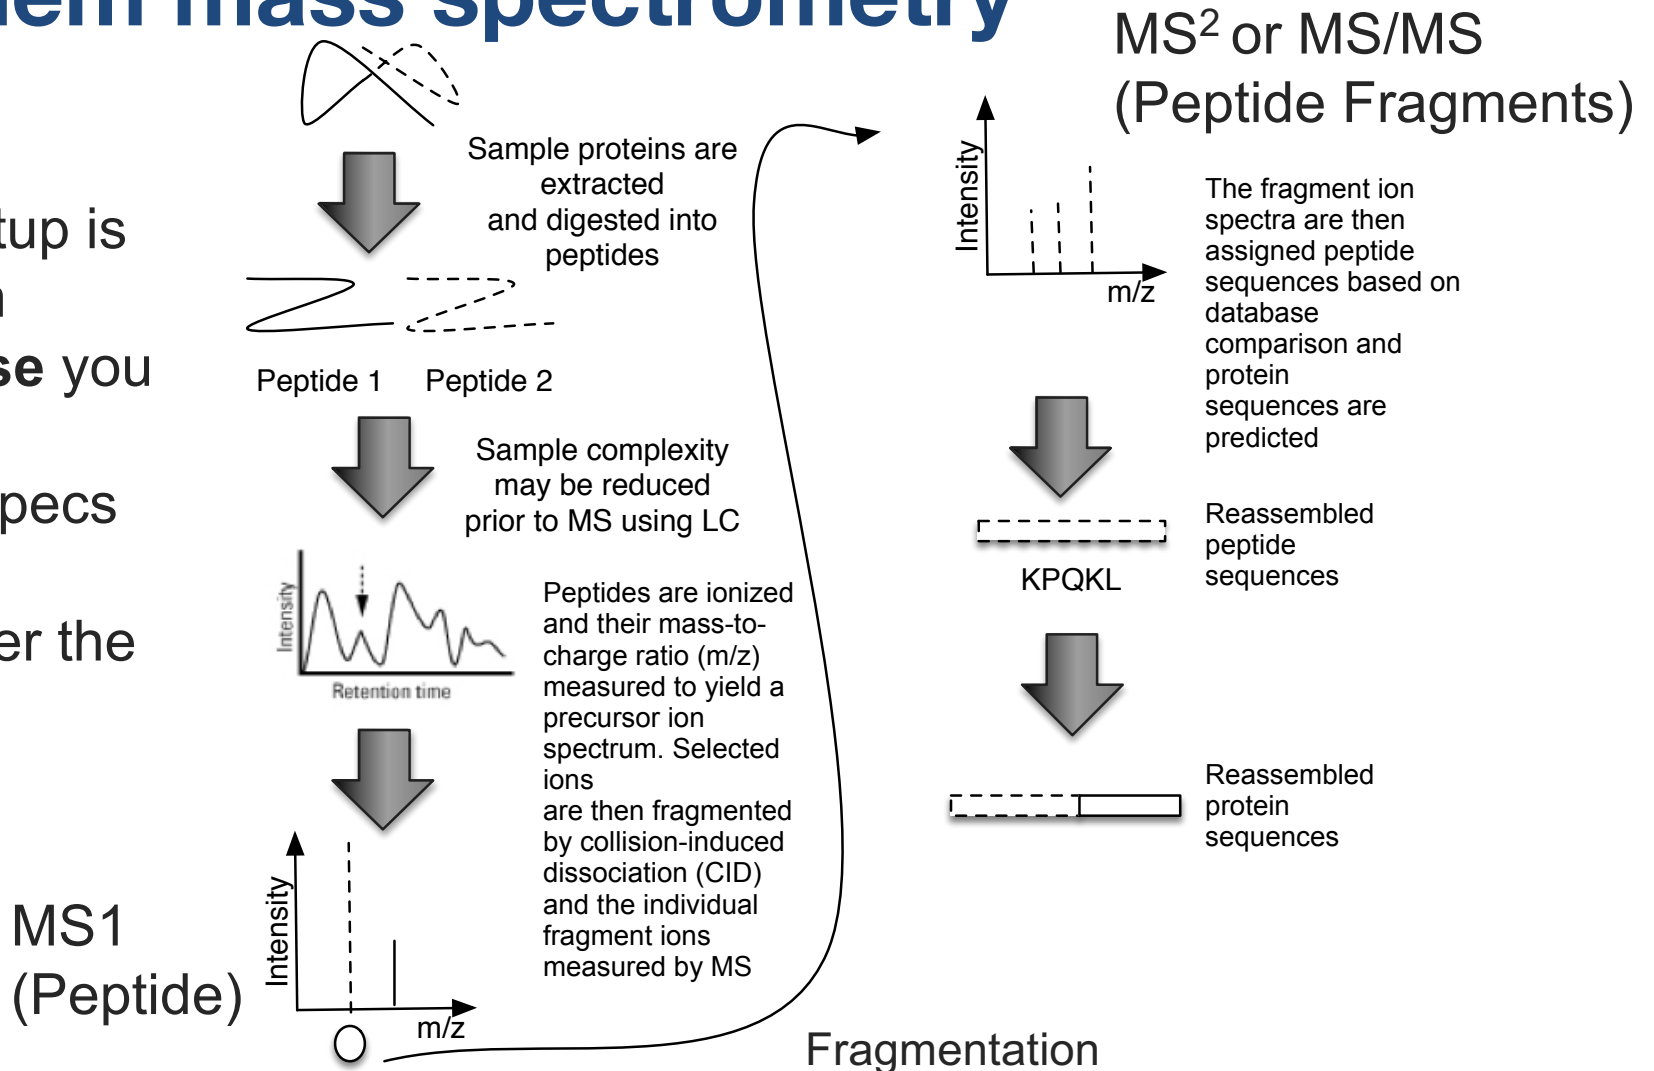 mass spectrometry
tup is
se you
pecs
er the
MS1
(Peptide)
Sample proteins are
extracted
and digested into
peptides
Peptide 1 Peptide 2
Sample complexity
may be reduced
prior to MS using LC
Intensity
Retention time
Peptides are ionized
and their mass-to-
charge ratio (m/z)
measured to yield a
precursor ion
spectrum. Selected
ions
are then fragmented
by collision-induced
dissociation (CID)
and the individual
fragment ions
measured by MS
Intensity
m/z
Fragmentation
MS² or MS/MS
(Peptide Fragments)
Intensity
m/z
The fragment ion
spectra are then
assigned peptide
sequences based on
database
comparison and
protein
sequences are
predicted
Reassembled
peptide
sequences
KPQKL
Reassembled
protein
sequences